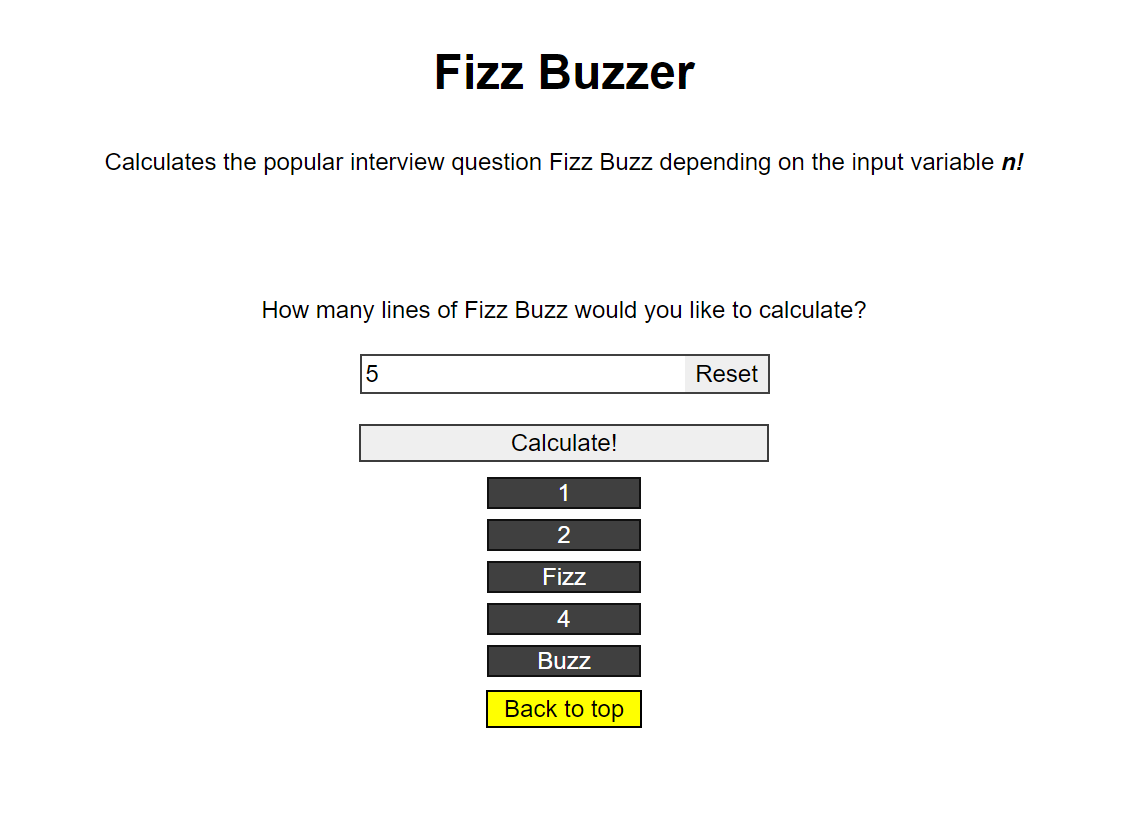 Fizz Buzzer
Calculates the popular interview question Fizz Buzz depending on the input variable n!
How many lines of Fizz Buzz would you like to calculate?
5 Reset
Calculate!
1
2
Fizz
4
Buzz
Back to top